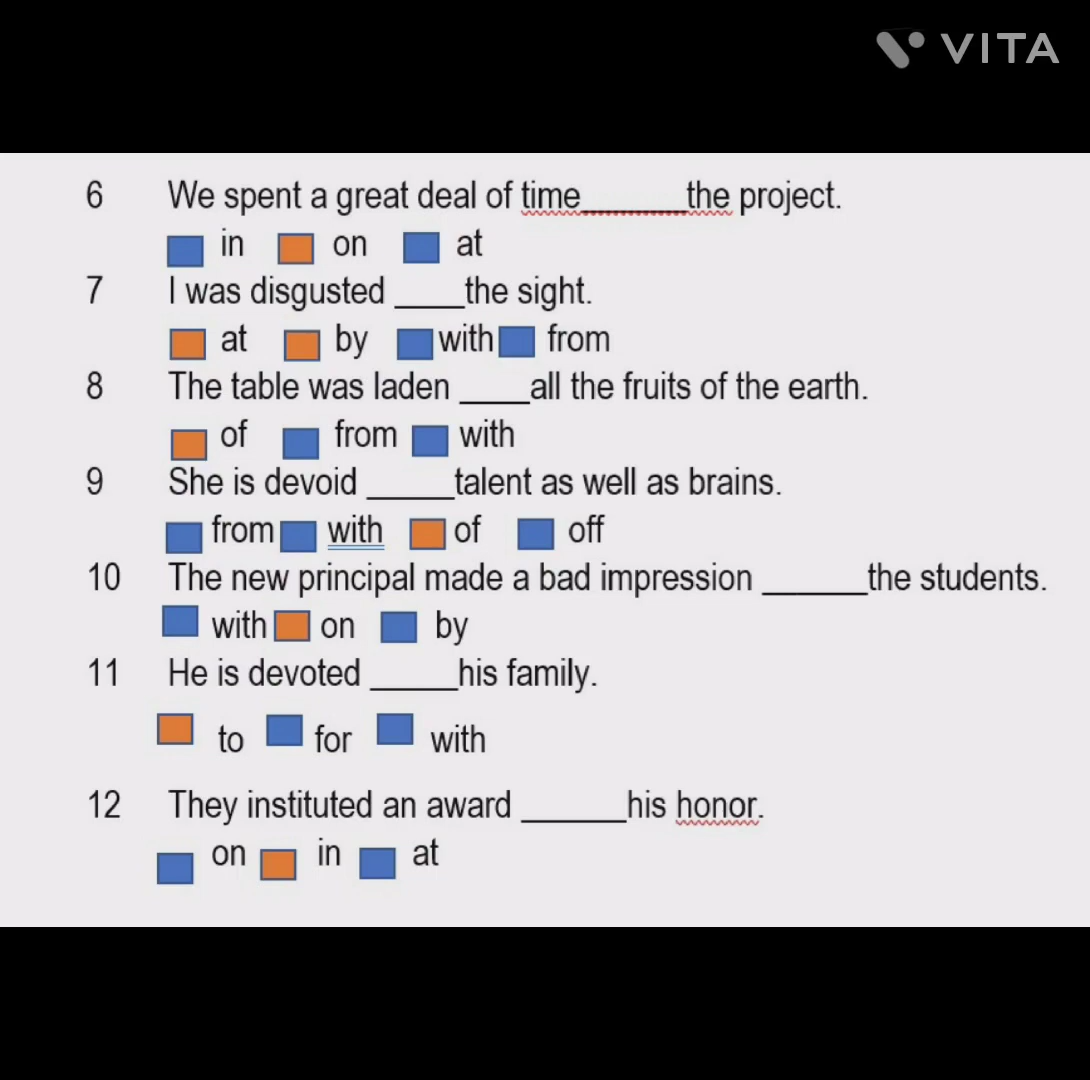 VITA
6 We spent a great deal of time______the project.
in on at
7 I was disgusted ____the sight.
at by with from
8 The table was laden ____all the fruits of the earth.
of from with
9 She is devoid _____talent as well as brains.
from with of off
10 The new principal made a bad impression ______the students.
with on by
11 He is devoted _____his family.
to for with
12 They instituted an award ______his honor.
on in at